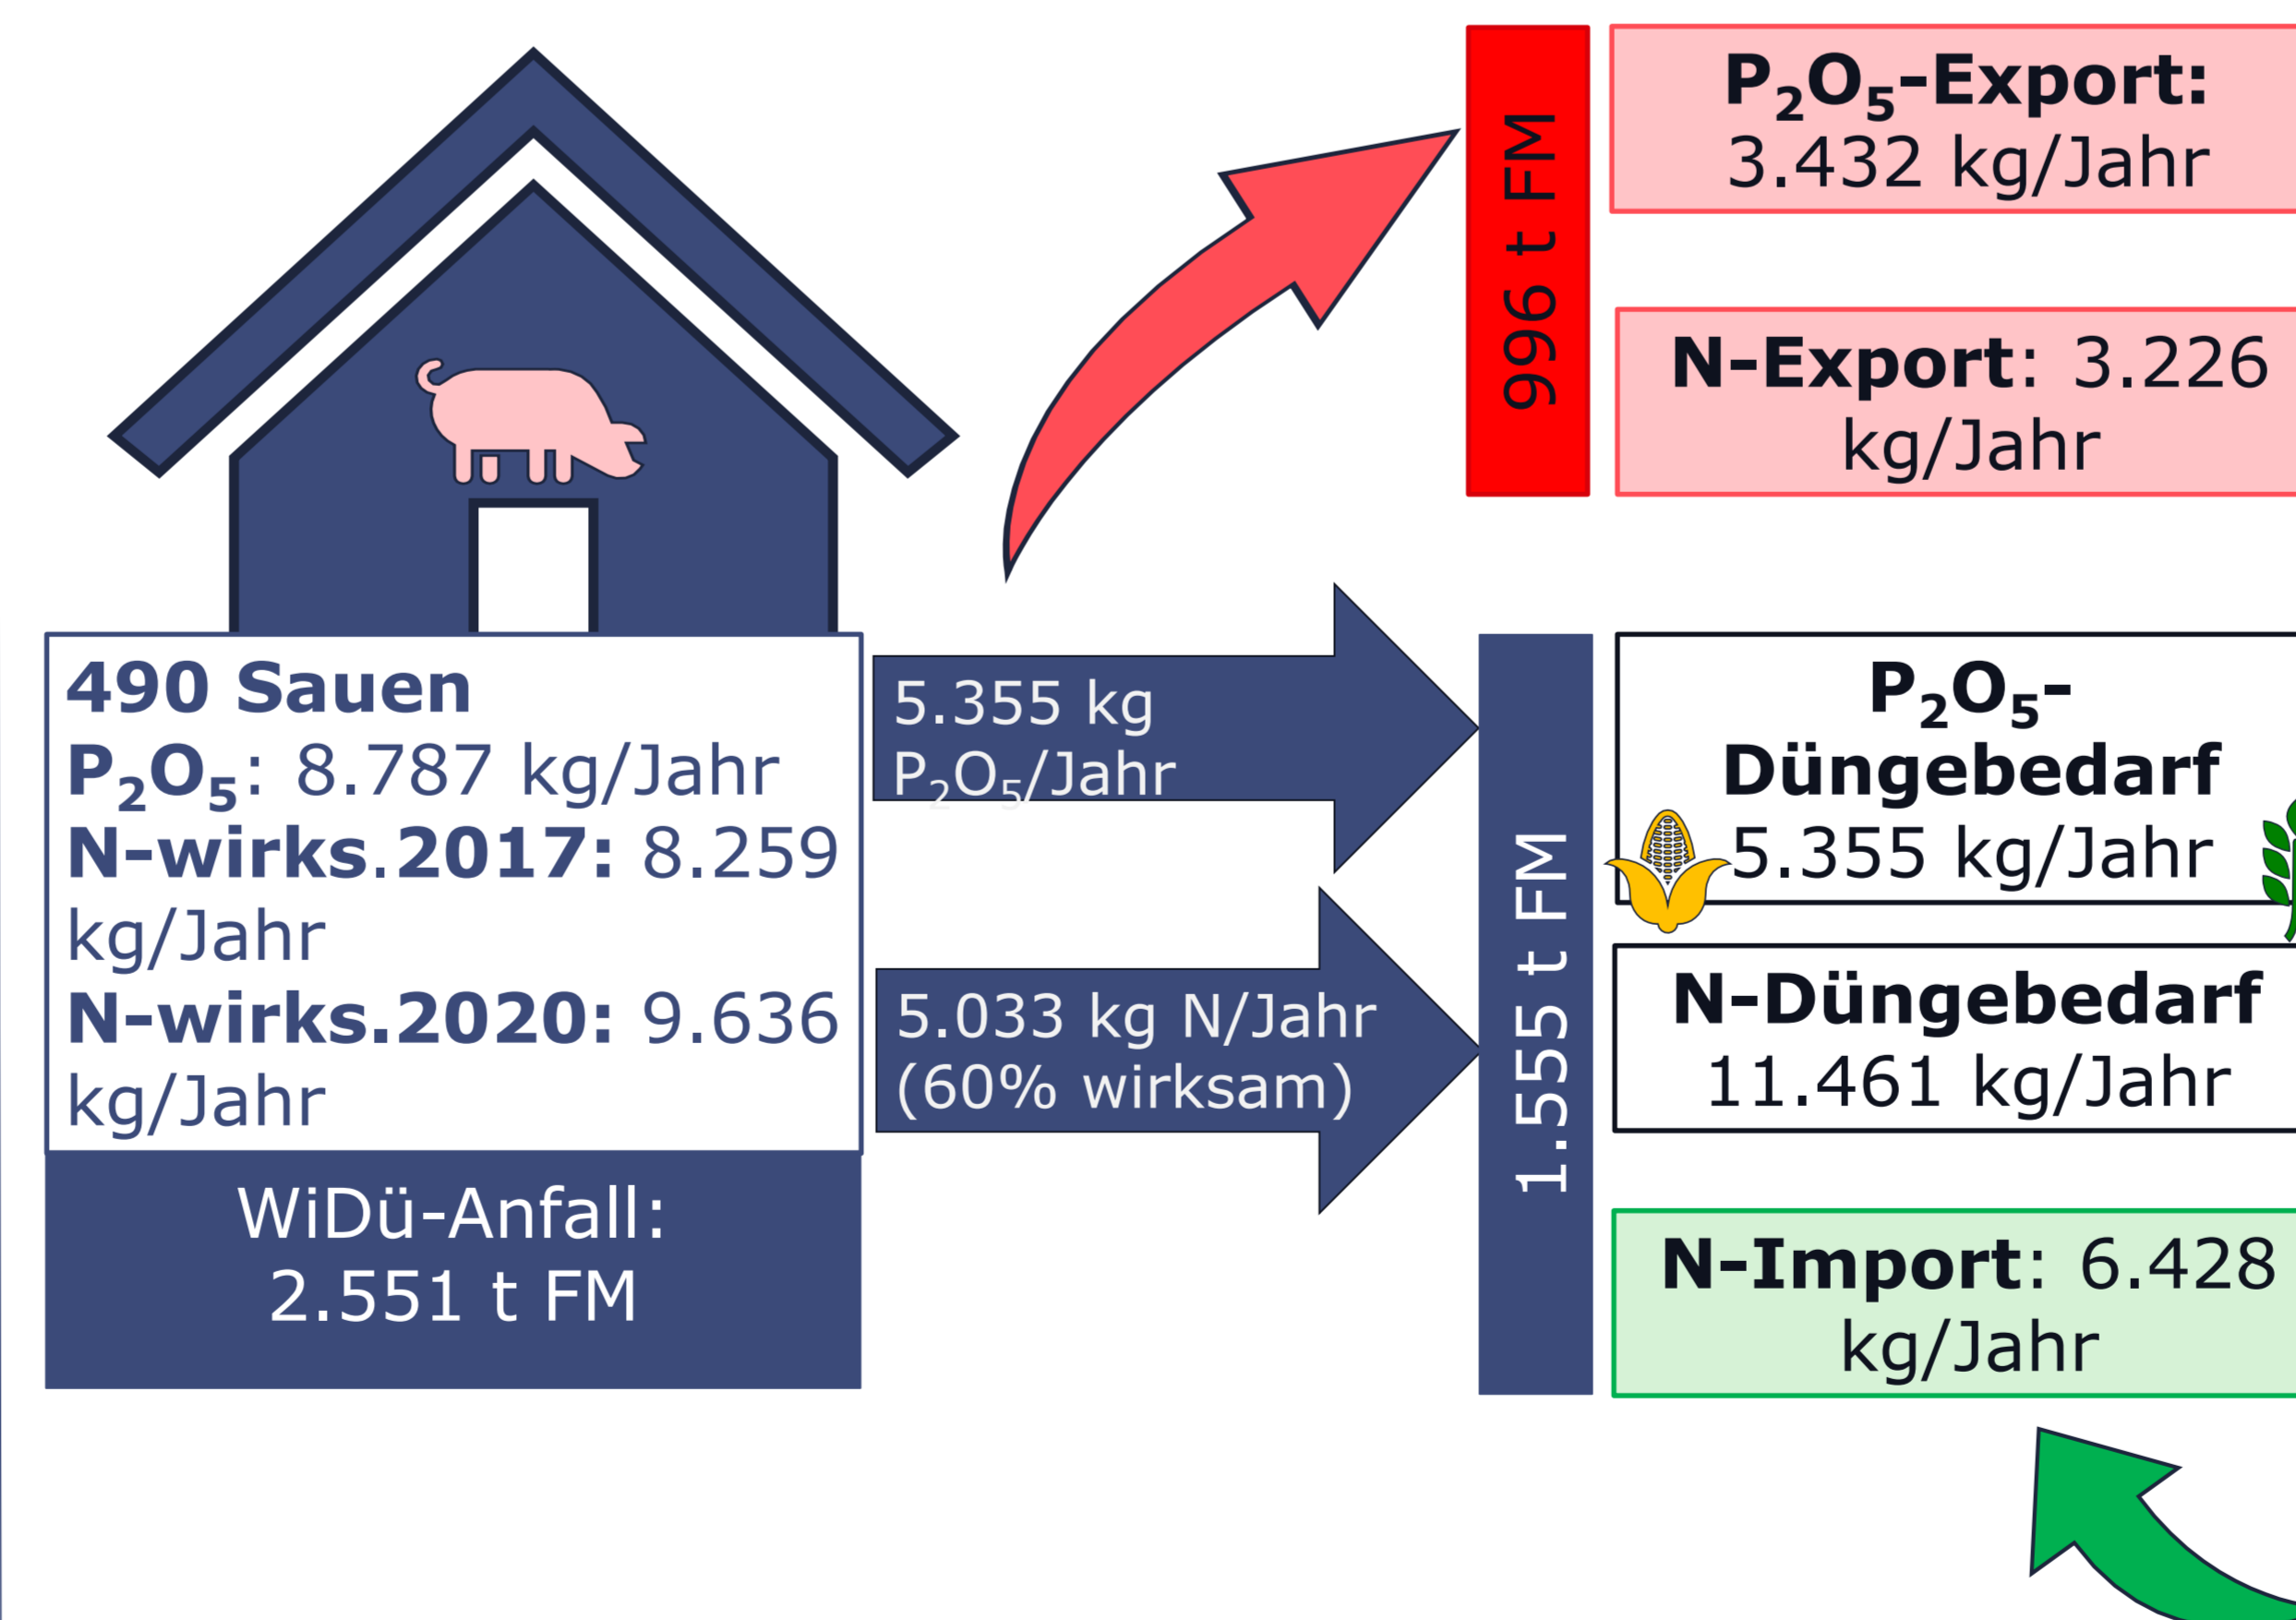 996 t FM
P₂O₅-Export:
3.432 kg/Jahr
N-Export: 3.226
kg/Jahr
490 Sauen
P₂O₅: 8.787 kg/Jahr
N-wirks.2017: 8.259
kg/Jahr
N-wirks.2020: 9.636
kg/Jahr
WiDü-Anfall:
2.551 t FM
5.355 kg
P₂O₅/Jahr
5.033 kg N/Jahr
(60% wirksam)
1.555 t FM
P₂O₅-
Düngebedarf
5.355 kg/Jahr
N-Düngebedarf
11.461 kg/Jahr
N-Import: 6.428
kg/Jahr